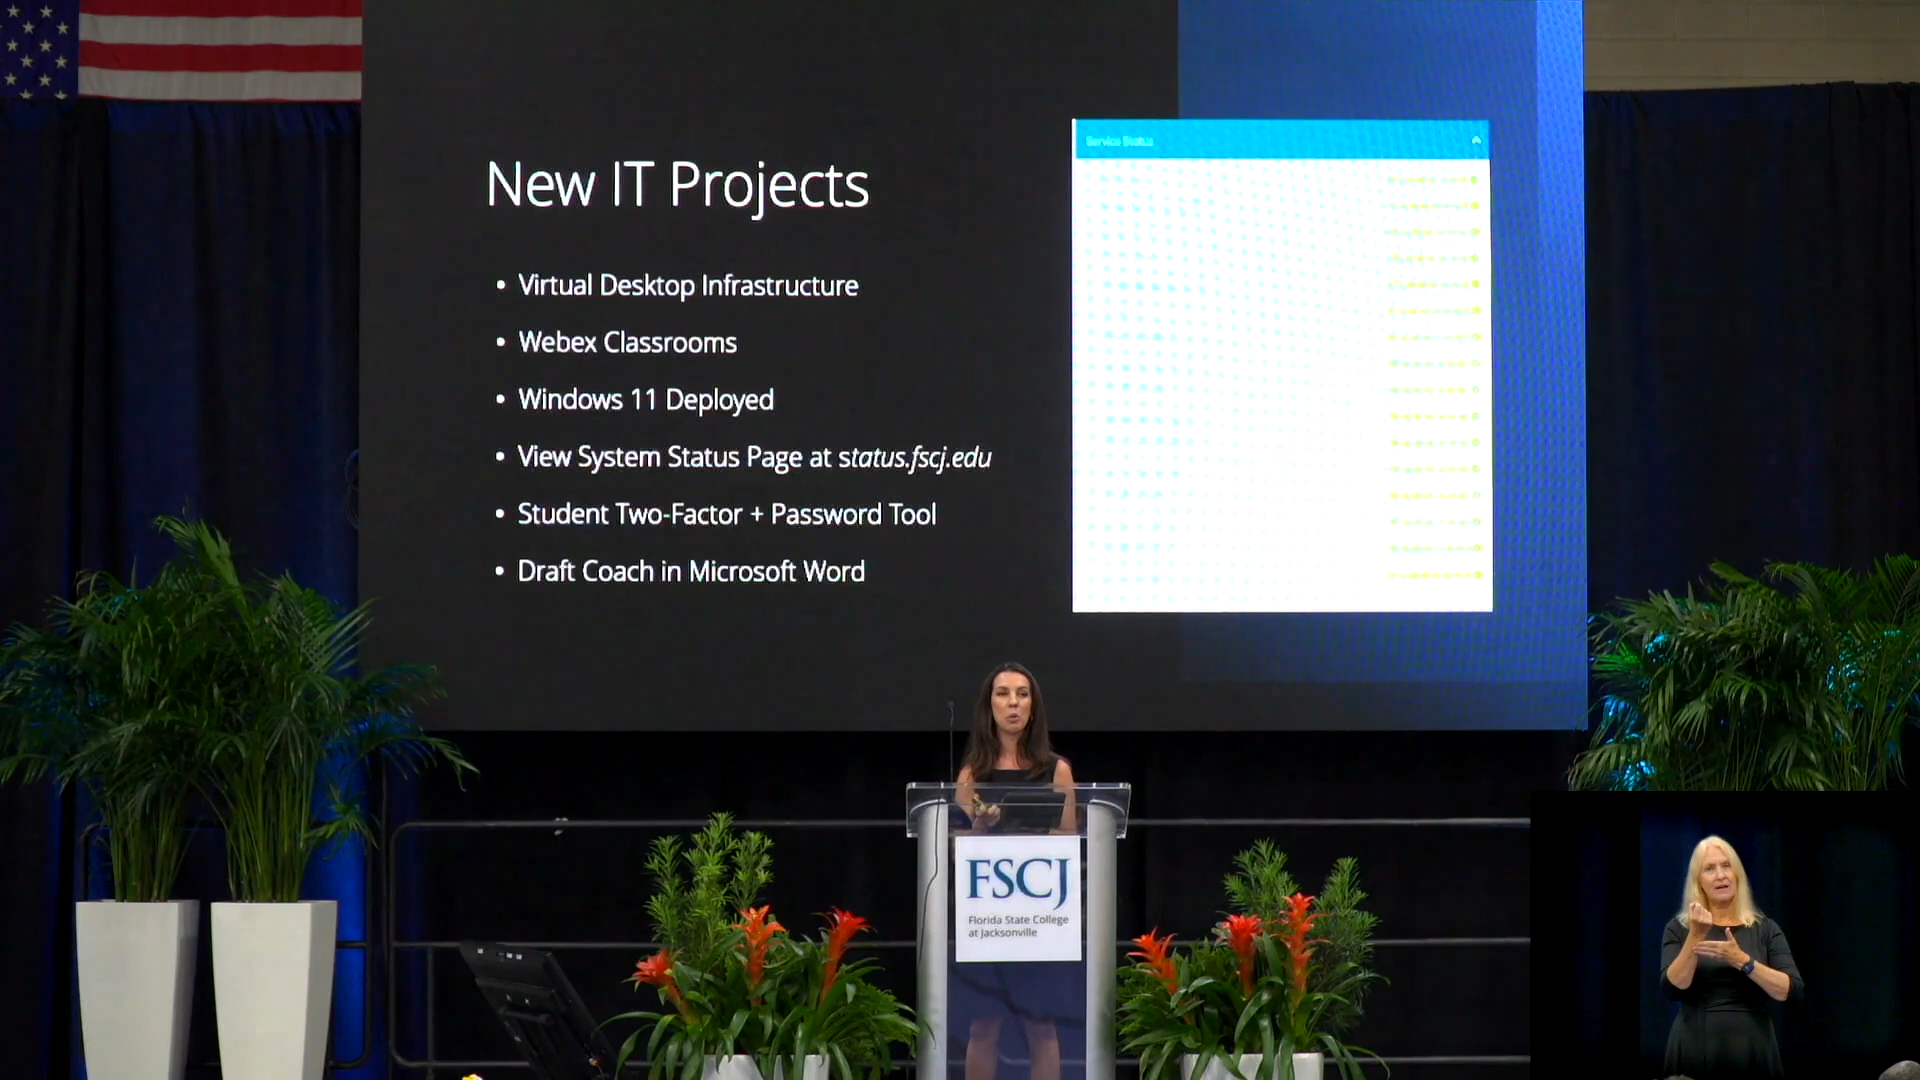 New IT Projects
• Virtual Desktop Infrastructure
• Webex Classrooms
• Windows 11 Deployed
• View System Status Page at status.fscj.edu
• Student Two-Factor + Password Tool
• Draft Coach in Microsoft Word
Service Status
FSCJ
Florida State College
at Jacksonville